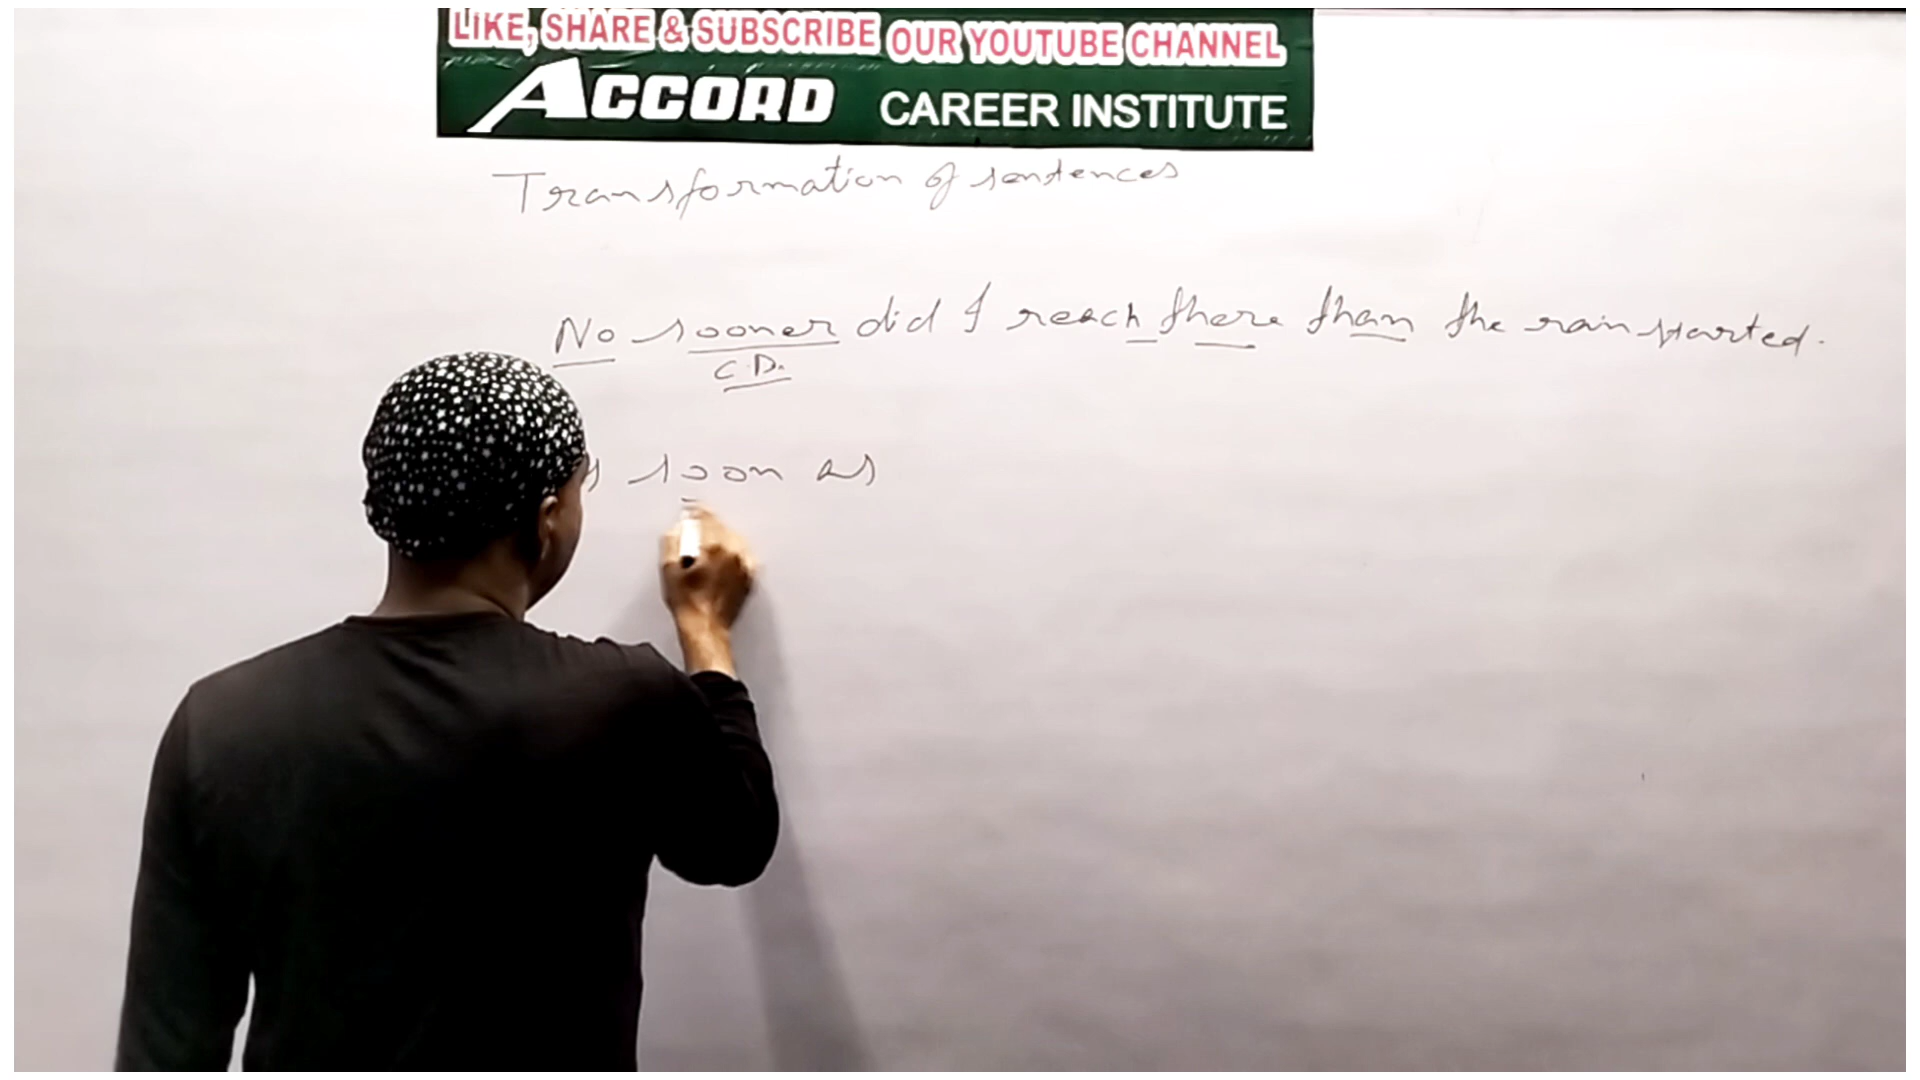 LIKE, SHARE & SUBSCRIBE OUR YOUTUBE CHANNEL
ACCORD CAREER INSTITUTE
Transformation of sentences
No sooner did I reach there than the rain started.
C.D.
soon as